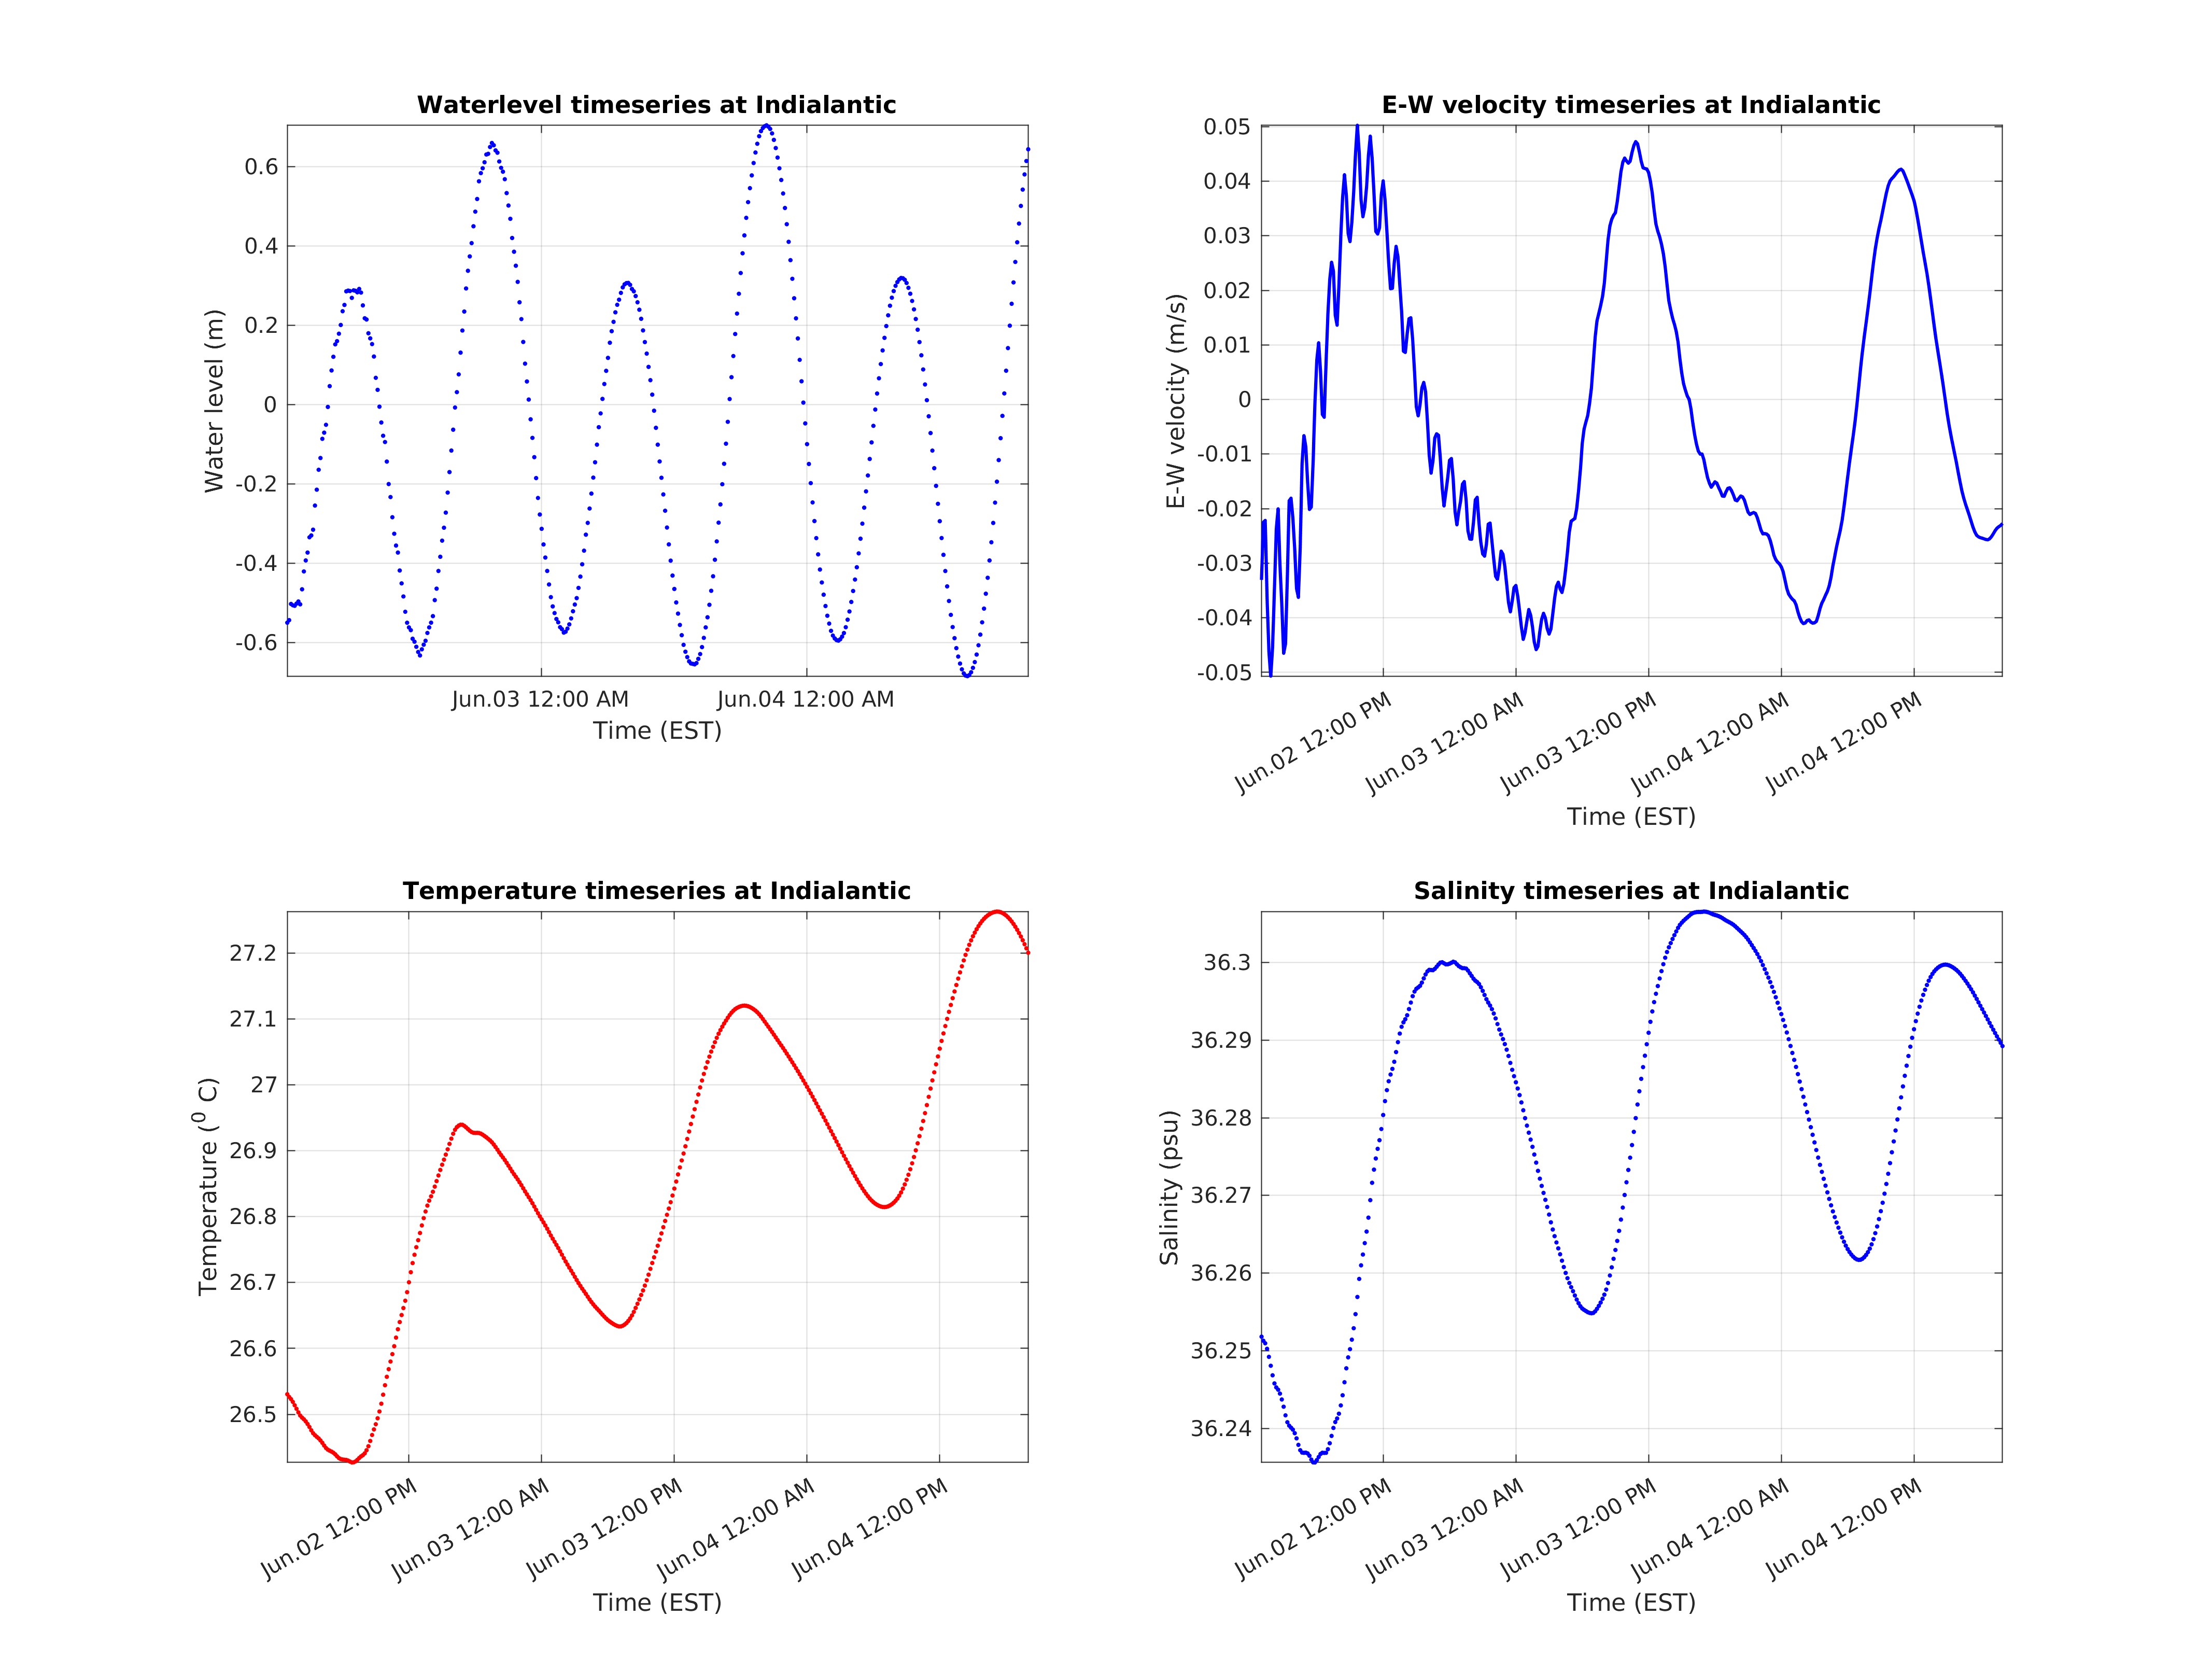 Waterlevel timeseries at Indialantic
0.6
0.4
0.2
0
-0.2
-0.4
-0.6
Water level (m)
Jun.03 12:00 AM
Jun.04 12:00 AM
Time (EST)
E-W velocity timeseries at Indialantic
0.05
0.04
0.03
0.02
0.01
0
-0.01
-0.02
-0.03
-0.04
-0.05
E-W velocity (m/s)
Jun.02 12:00 PM
Jun.03 12:00 AM
Jun.03 12:00 PM
Jun.04 12:00 AM
Jun.04 12:00 PM
Time (EST)
Temperature timeseries at Indialantic
27.2
27.1
27
26.9
26.8
26.7
26.6
26.5
Temperature (⁰ C)
Jun.02 12:00 PM
Jun.03 12:00 AM
Jun.03 12:00 PM
Jun.04 12:00 AM
Jun.04 12:00 PM
Time (EST)
Salinity timeseries at Indialantic
36.3
36.29
36.28
36.27
36.26
36.25
36.24
Salinity (psu)
Jun.02 12:00 PM
Jun.03 12:00 AM
Jun.03 12:00 PM
Jun.04 12:00 AM
Jun.04 12:00 PM
Time (EST)